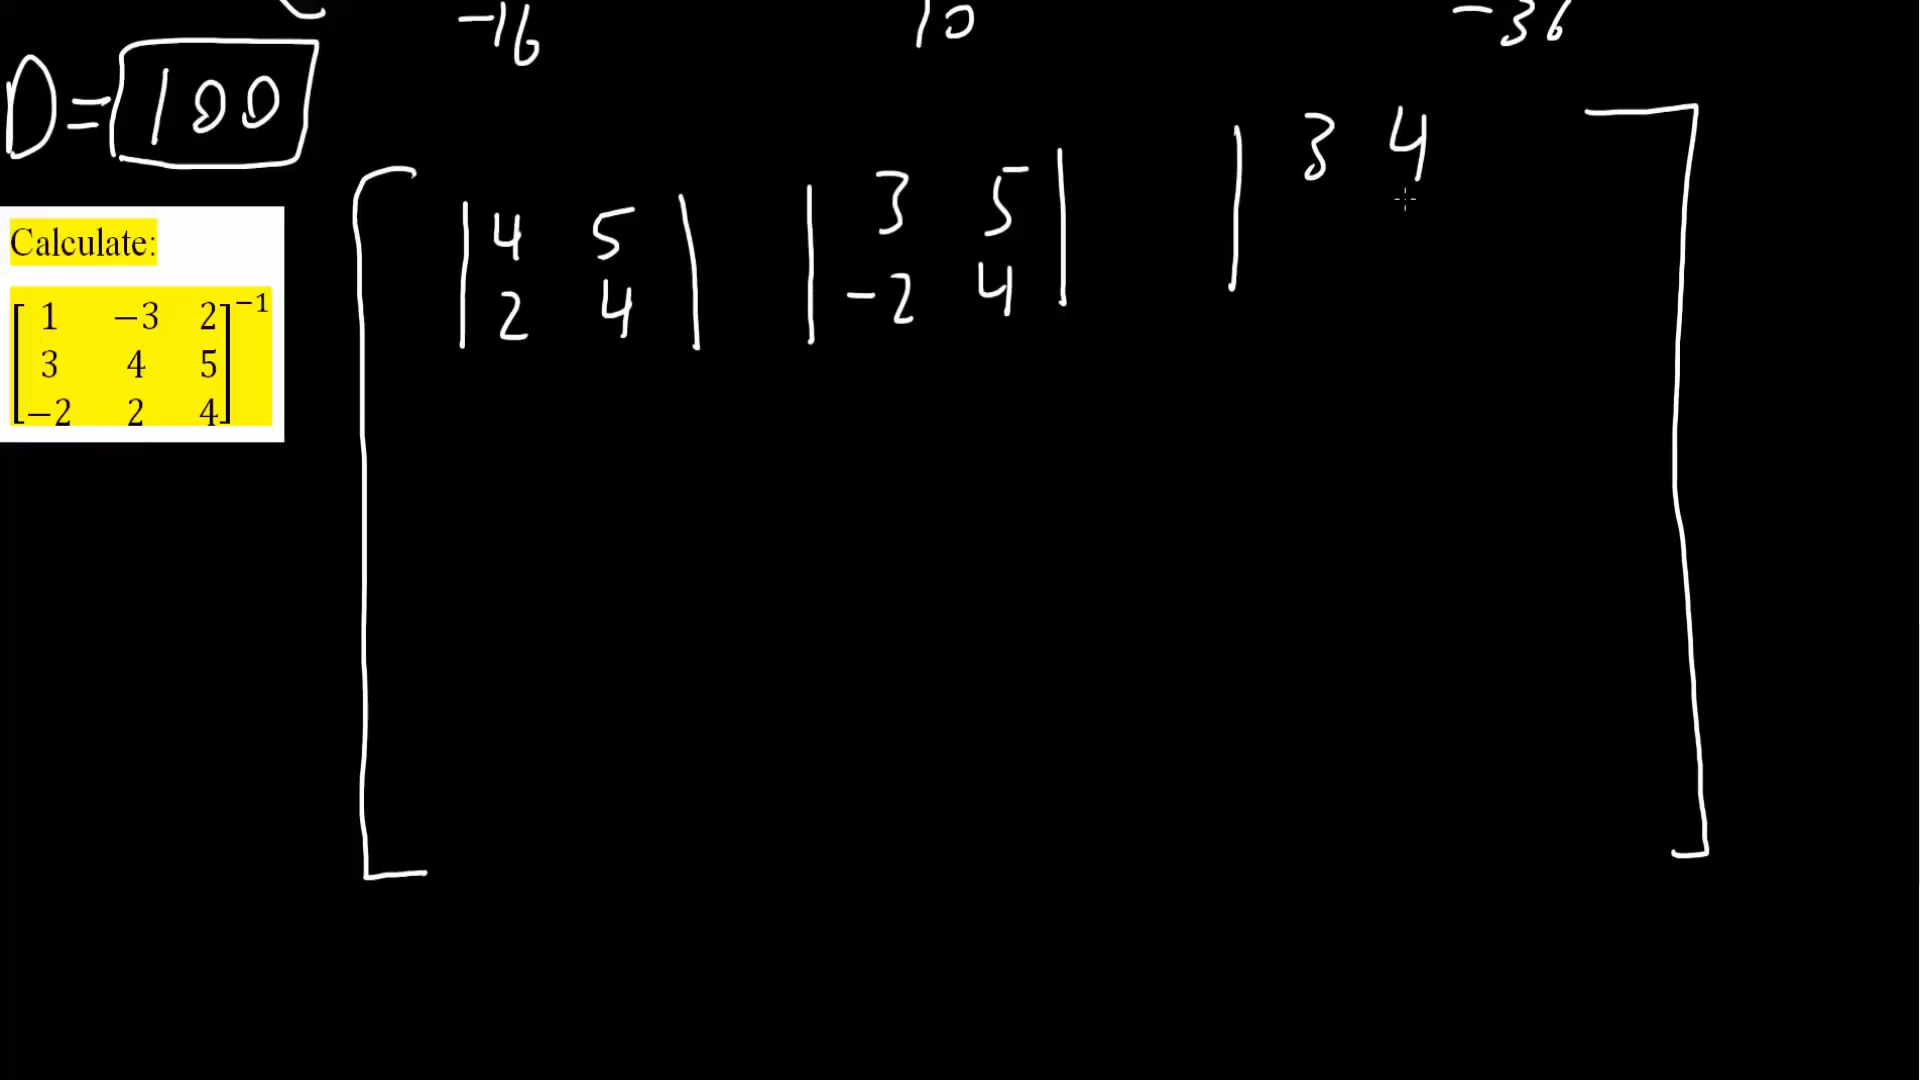 -16 10 -36
D= 100
3 4
4 5 3 5
2 4 -2 4
Calculate:
[1 −3 2]⁻¹
3 4 5
−2 2 4